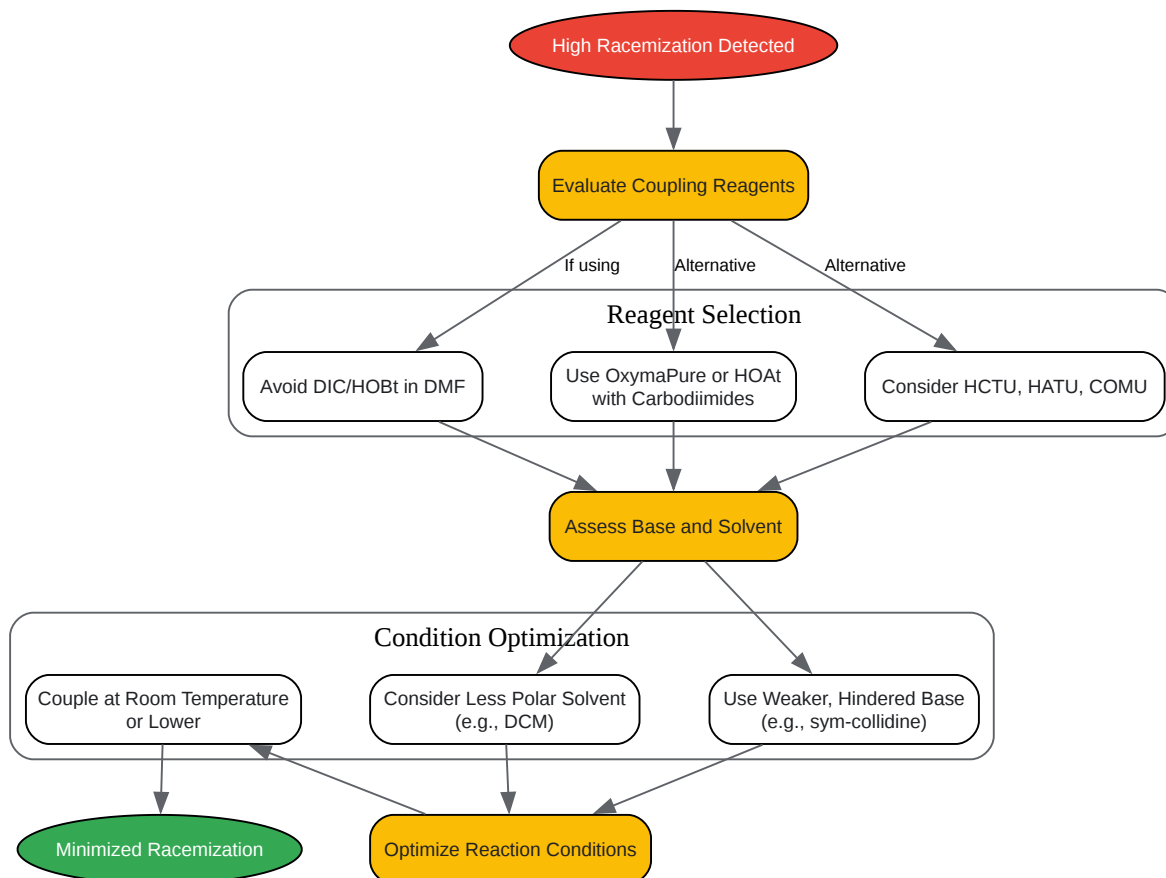 High Racemization Detected
Evaluate Coupling Reagents
If using
Alternative
Alternative
Reagent Selection
Avoid DIC/HOBt in DMF
Use OxymaPure or HOAt
with Carbodiimides
Consider HCTU, HATU, COMU
Assess Base and Solvent
Condition Optimization
Couple at Room Temperature
or Lower
Consider Less Polar Solvent
(e.g., DCM)
Use Weaker, Hindered Base
(e.g., sym-collidine)
Minimized Racemization
Optimize Reaction Conditions